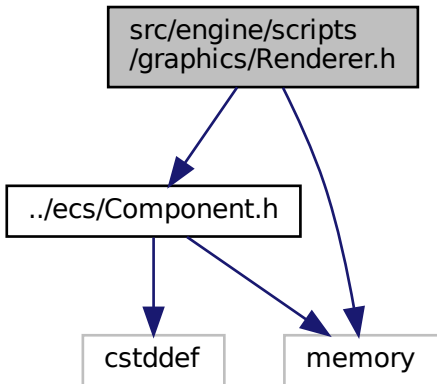 src/engine/scripts
/graphics/Renderer.h
../ecs/Component.h
cstddef
memory